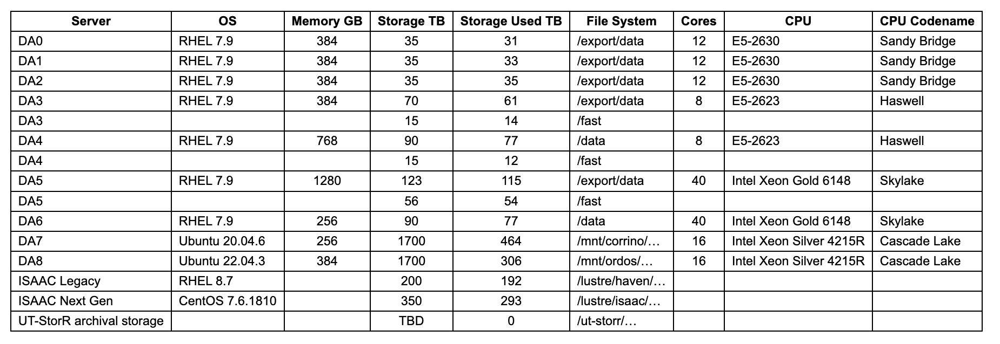 Server OS Memory GB Storage TB Storage Used TB File System Cores CPU CPU Codename
DA0 RHEL 7.9 384 35 31 /export/data 12 E5-2630 Sandy Bridge
DA1 RHEL 7.9 384 35 33 /export/data 12 E5-2630 Sandy Bridge
DA2 RHEL 7.9 384 35 35 /export/data 12 E5-2630 Sandy Bridge
DA3 RHEL 7.9 384 70 61 /export/data 8 E5-2623 Haswell
DA3 15 14 /fast
DA4 RHEL 7.9 768 90 77 /data 8 E5-2623 Haswell
DA4 15 12 /fast
DA5 RHEL 7.9 1280 123 115 /export/data 40 Intel Xeon Gold 6148 Skylake
DA5 56 54 /fast
DA6 RHEL 7.9 256 90 77 /data 40 Intel Xeon Gold 6148 Skylake
DA7 Ubuntu 20.04.6 256 1700 464 /mnt/corrino/… 16 Intel Xeon Silver 4215R Cascade Lake
DA8 Ubuntu 22.04.3 384 1700 306 /mnt/ordos/… 16 Intel Xeon Silver 4215R Cascade Lake
ISAAC Legacy RHEL 8.7 200 192 /lustre/haven/…
ISAAC Next Gen CentOS 7.6.1810 350 293 /lustre/isaac/…
UT-StorR archival storage TBD 0 /ut-storr/…